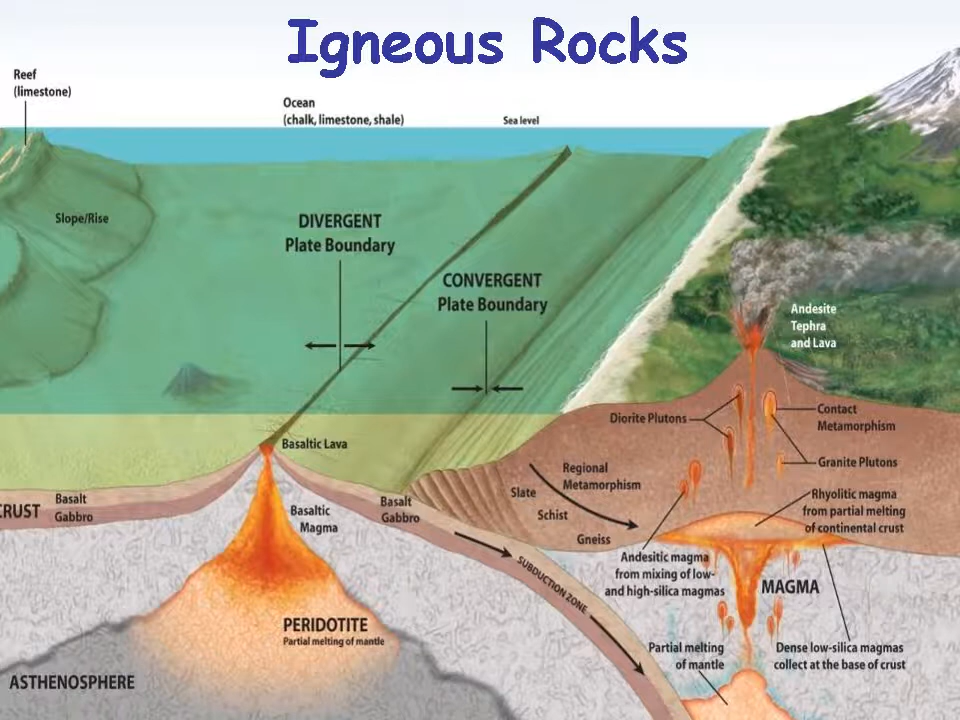 Igneous Rocks
Reef
(limestone)
Ocean
(chalk, limestone, shale)
Sea level
Slope/Rise
DIVERGENT
Plate Boundary
CONVERGENT
Plate Boundary
Andesite
Tephra
and Lava
Diorite Plutons
Contact
Metamorphism
Granite Plutons
Basaltic Lava
Regional
Metamorphism
Slate
Schist
Gneiss
Rhyolitic magma
from partial melting
of continental crust
CRUST
Basalt
Gabbro
Basaltic
Magma
Basalt
Gabbro
SUBDUCTION ZONE
Andesitic magma
from mixing of low-
and high-silica magmas
MAGMA
PERIDOTITE
Partial melting of mantle
Partial melting
of mantle
Dense low-silica magmas
collect at the base of crust
ASTHENOSPHERE